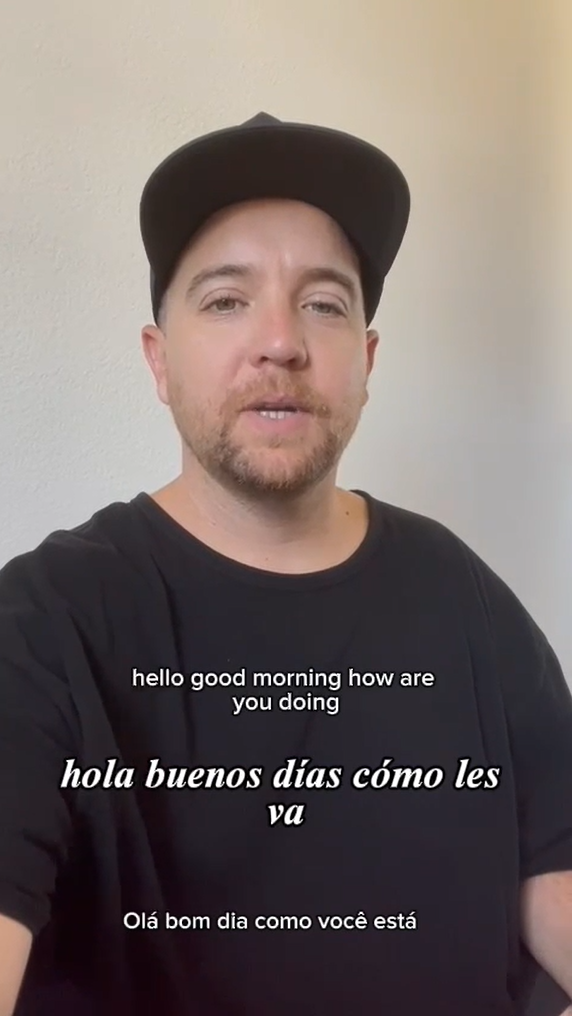 hello good morning how are
you doing
hola buenos días cómo les
va
Olá bom dia como você está